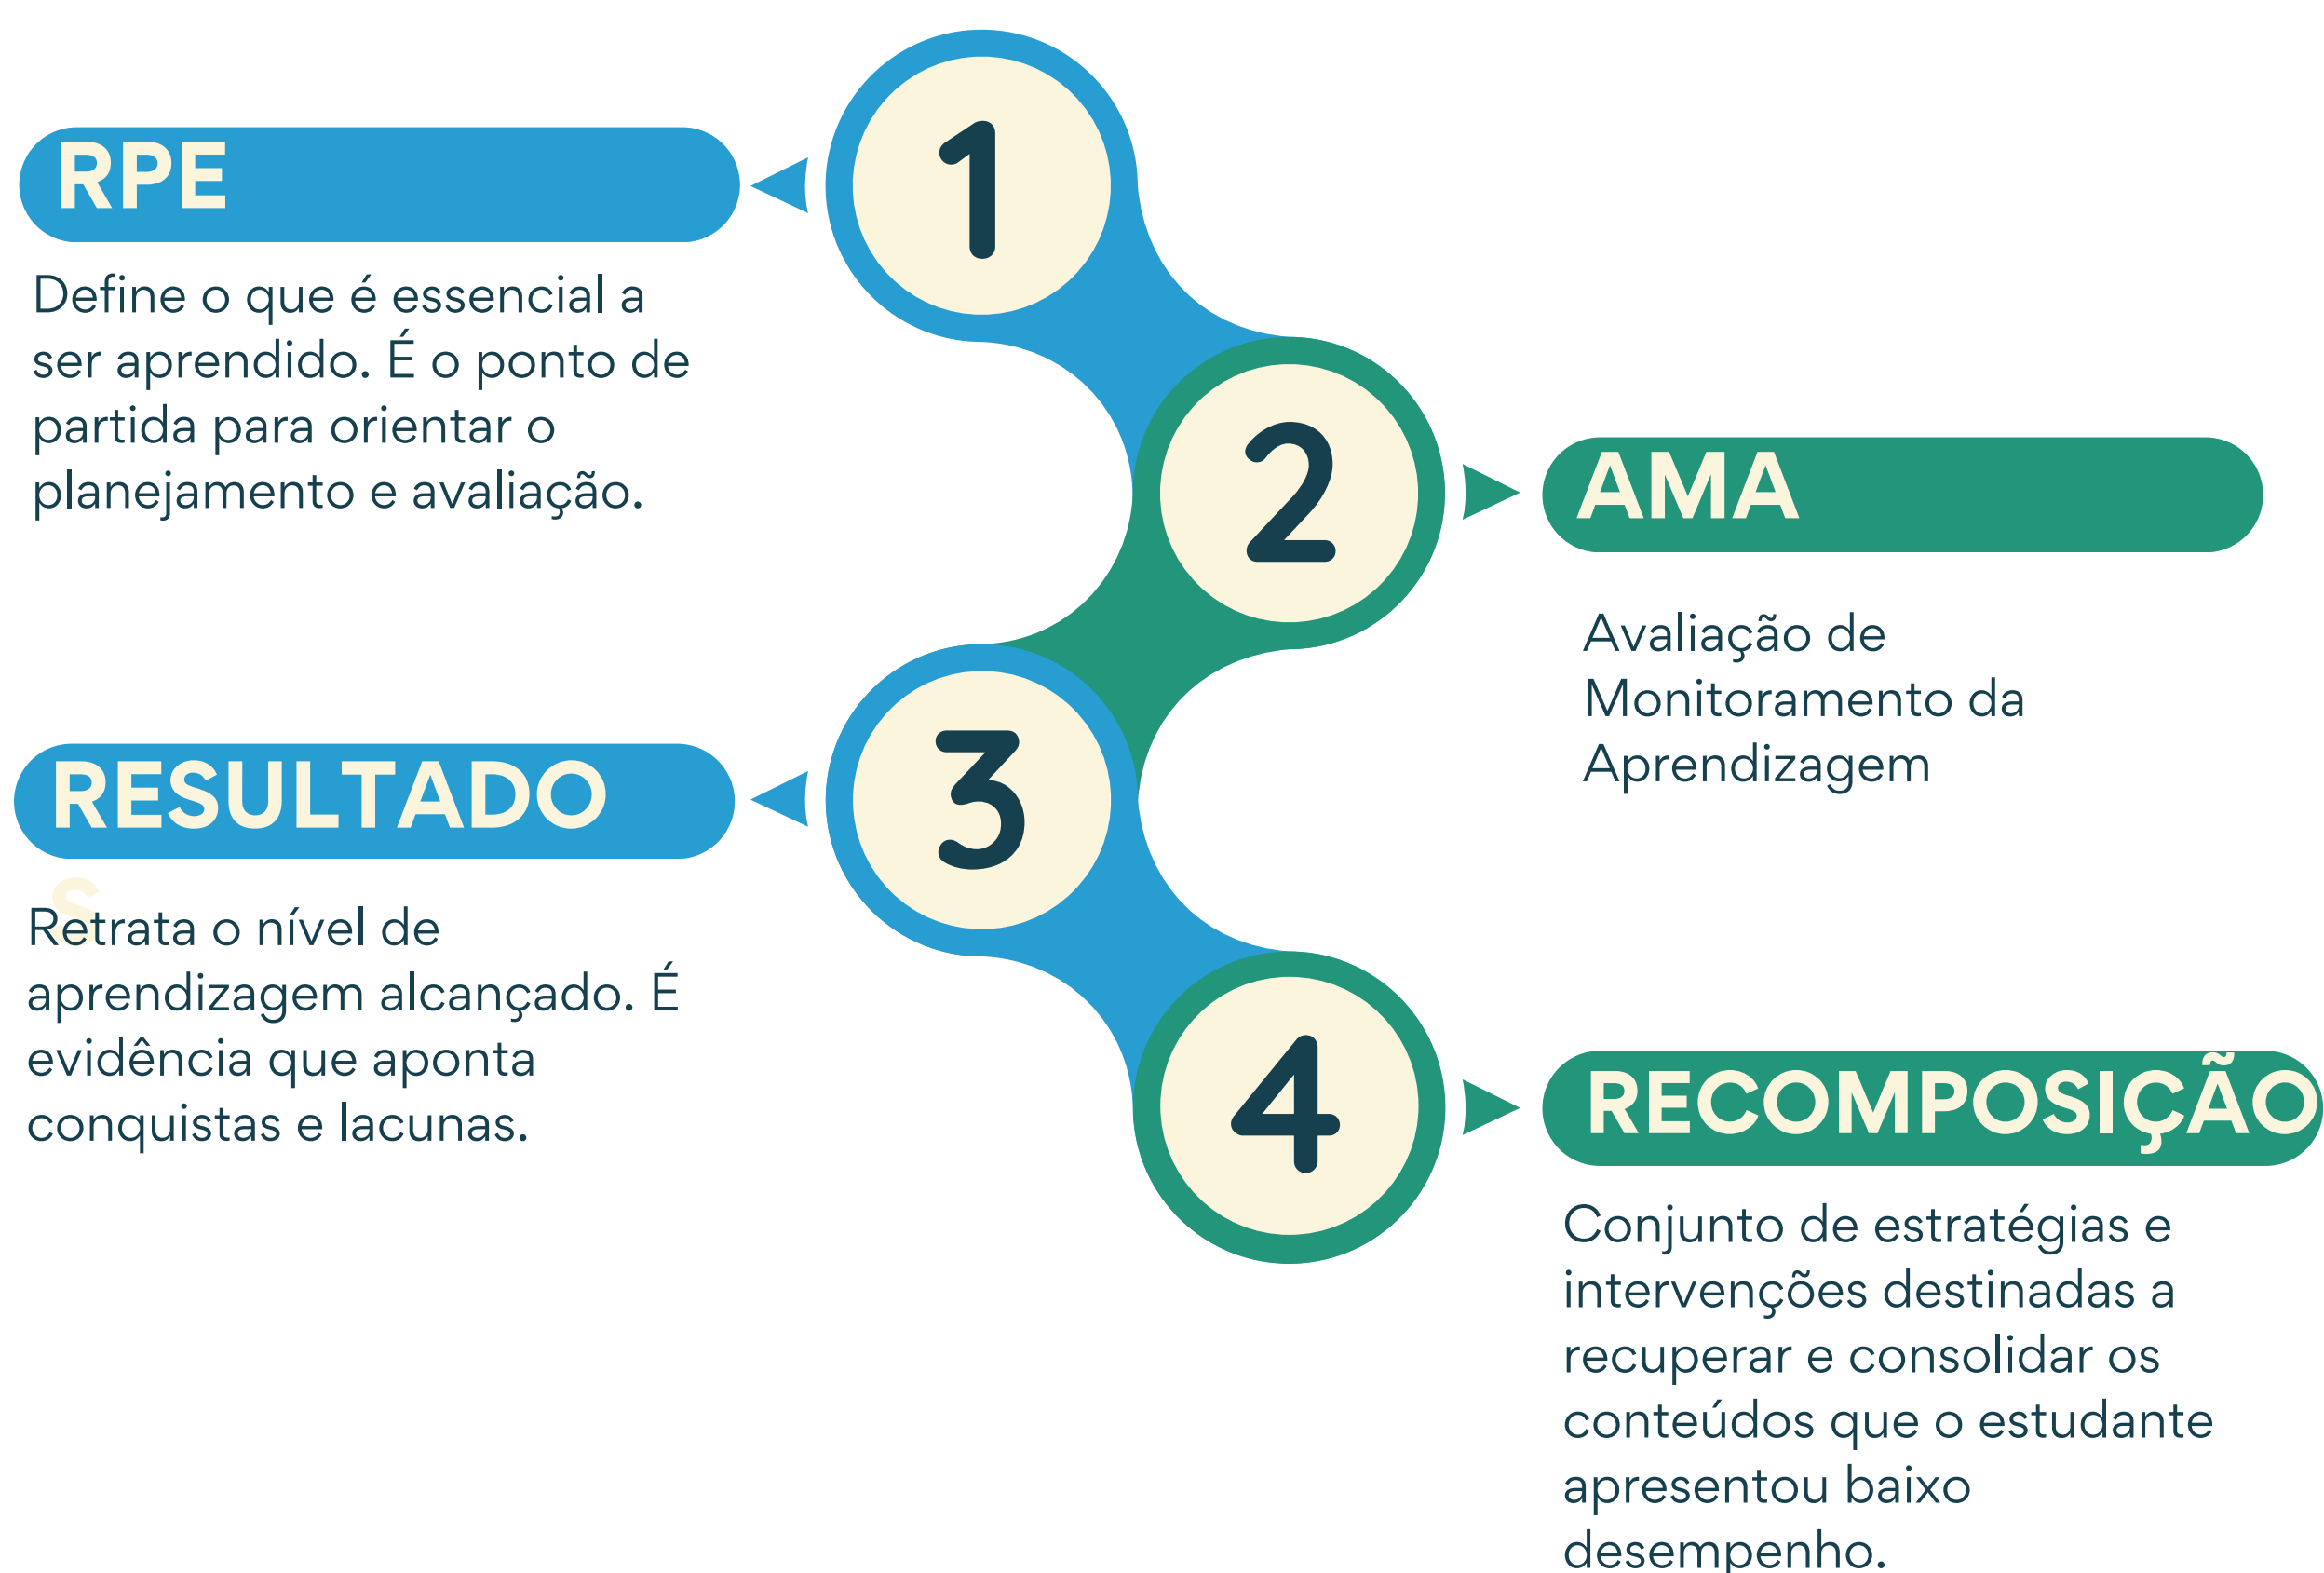 1
RPE
Define o que é essencial a
ser aprendido. É o ponto de
partida para orientar o
planejamento e avaliação.
2
AMA
Avaliação de
Monitoramento da
Aprendizagem
3
RESULTADO
S
Retrata o nível de
aprendizagem alcançado. É
evidência que aponta
conquistas e lacunas.
4
RECOMPOSIÇÃO
Conjunto de estratégias e
intervenções destinadas a
recuperar e consolidar os
conteúdos que o estudante
apresentou baixo
desempenho.